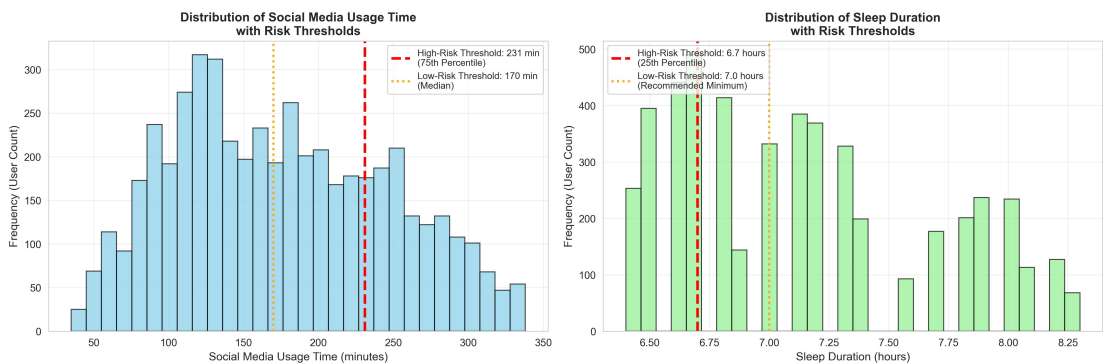 Distribution of Social Media Usage Time
with Risk Thresholds
High-Risk Threshold: 231 min
(75th Percentile)
Low-Risk Threshold: 170 min
(Median)
Frequency (User Count)
300
250
200
150
100
50
0
50
100
150
200
250
300
350
Social Media Usage Time (minutes)
Distribution of Sleep Duration
with Risk Thresholds
High-Risk Threshold: 6.7 hours
(25th Percentile)
Low-Risk Threshold: 7.0 hours
(Recommended Minimum)
Frequency (User Count)
500
400
300
200
100
0
6.50
6.75
7.00
7.25
7.50
7.75
8.00
8.25
Sleep Duration (hours)